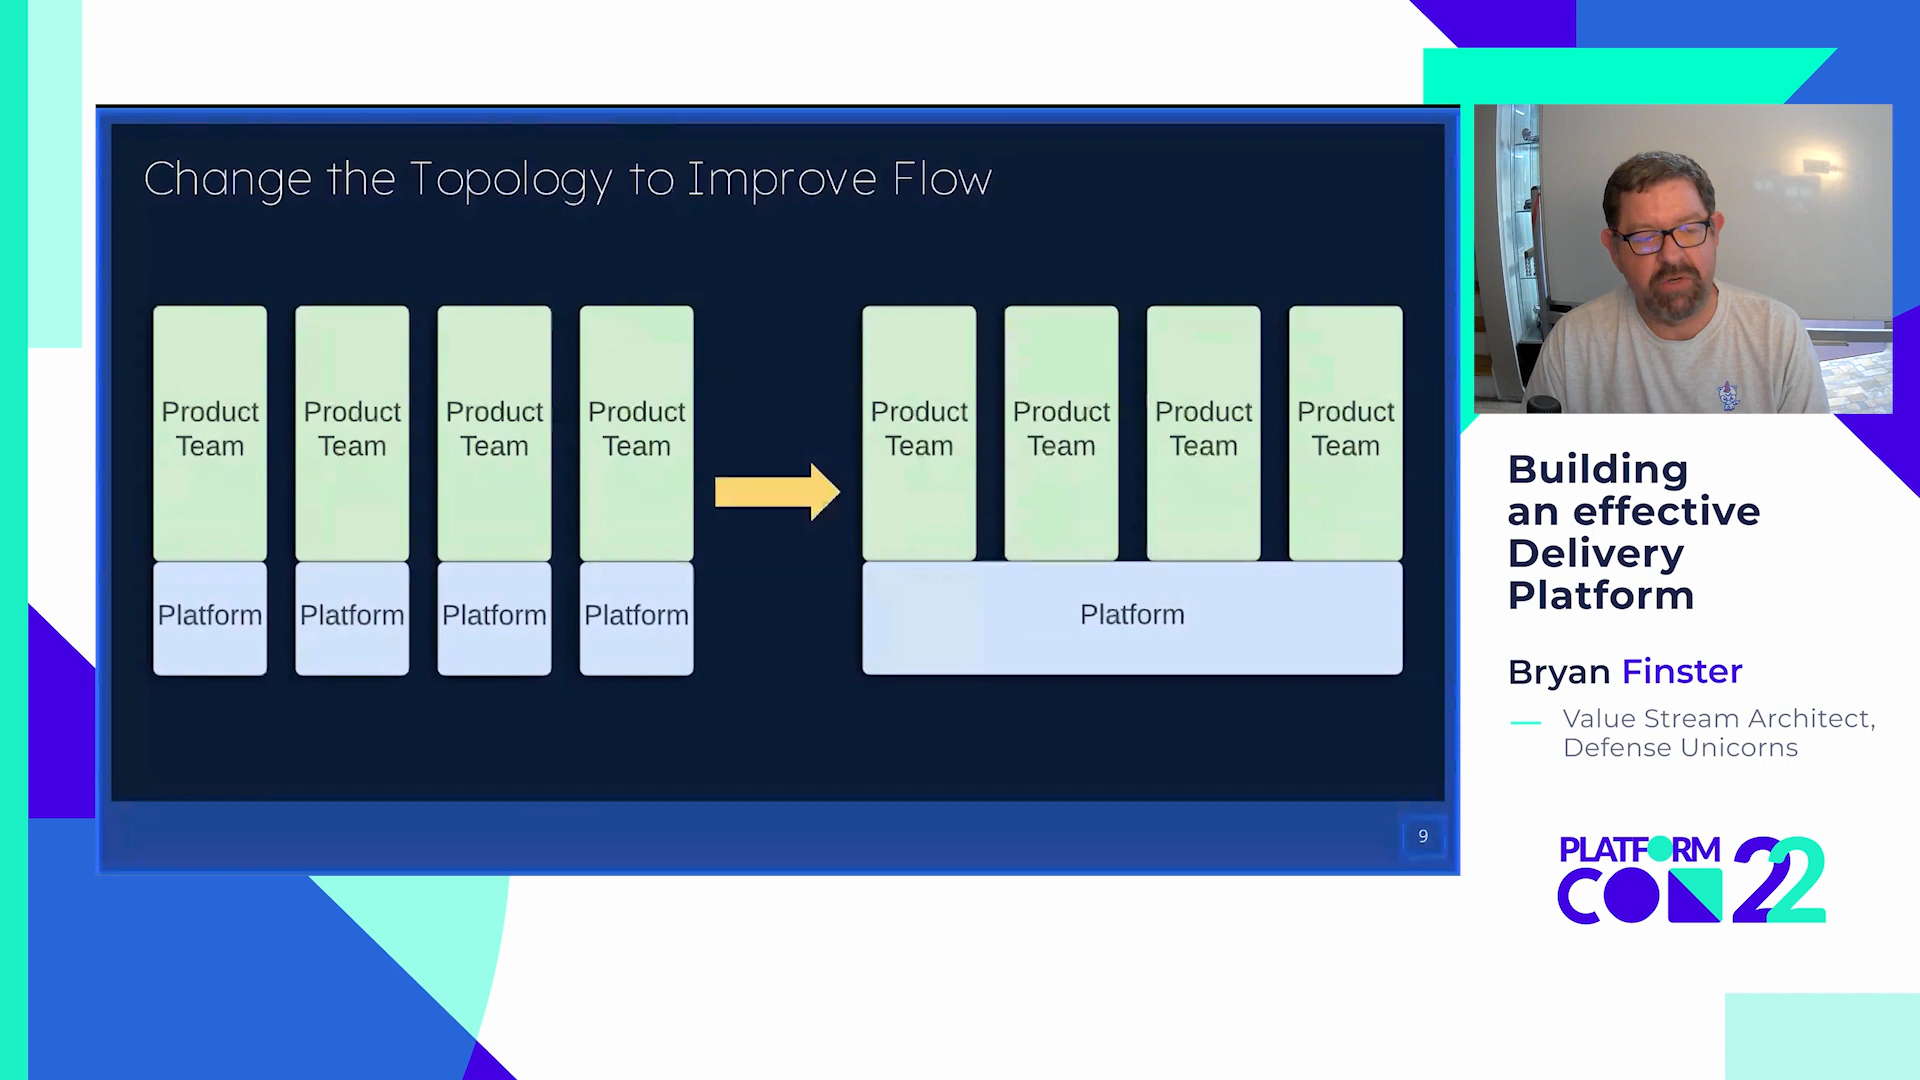 Change the Topology to Improve Flow
Product
Team
Product
Team
Product
Team
Product
Team
Platform
Platform
Platform
Platform
Product
Team
Product
Team
Product
Team
Product
Team
Platform
9
Building
an effective
Delivery
Platform
Bryan Finster
Value Stream Architect,
Defense Unicorns
PLATFORM
CON 22